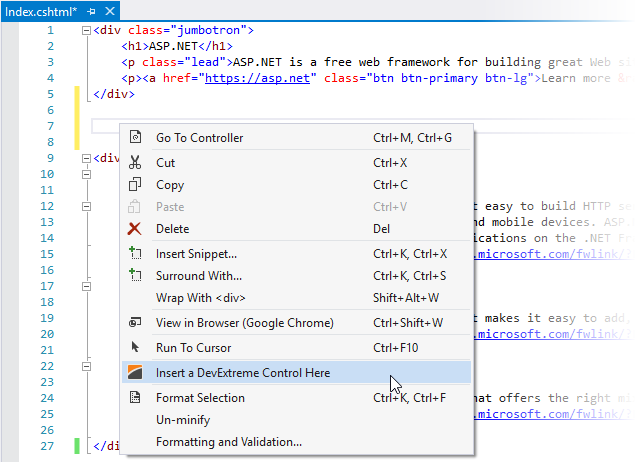 Index.cshtml*
1 <div class="jumbotron">
2 <h1>ASP.NET</h1>
3 <p class="lead">ASP.NET is a free web framework for building great Web si
4 <p><a href="https://asp.net" class="btn btn-primary btn-lg">Learn more &r
5 </div>
6
7
8
9 <div
10
11
12 t easy to build HTTP se
13 nd mobile devices. ASP.
14 ications on the .NET Fr
15 .microsoft.com/fwlink/?
16
17
18
19 t makes it easy to add,
20 .microsoft.com/fwlink/?
21
22
23
24 hat offers the right mi
25 .microsoft.com/fwlink/?
26
27 </di
Go To Controller Ctrl+M, Ctrl+G
Cut Ctrl+X
Copy Ctrl+C
Paste Ctrl+V
Delete Del
Insert Snippet... Ctrl+K, Ctrl+X
Surround With... Ctrl+K, Ctrl+S
Wrap With <div> Shift+Alt+W
View in Browser (Google Chrome) Ctrl+Shift+W
Run To Cursor Ctrl+F10
Insert a DevExtreme Control Here
Format Selection Ctrl+K, Ctrl+F
Un-minify
Formatting and Validation...